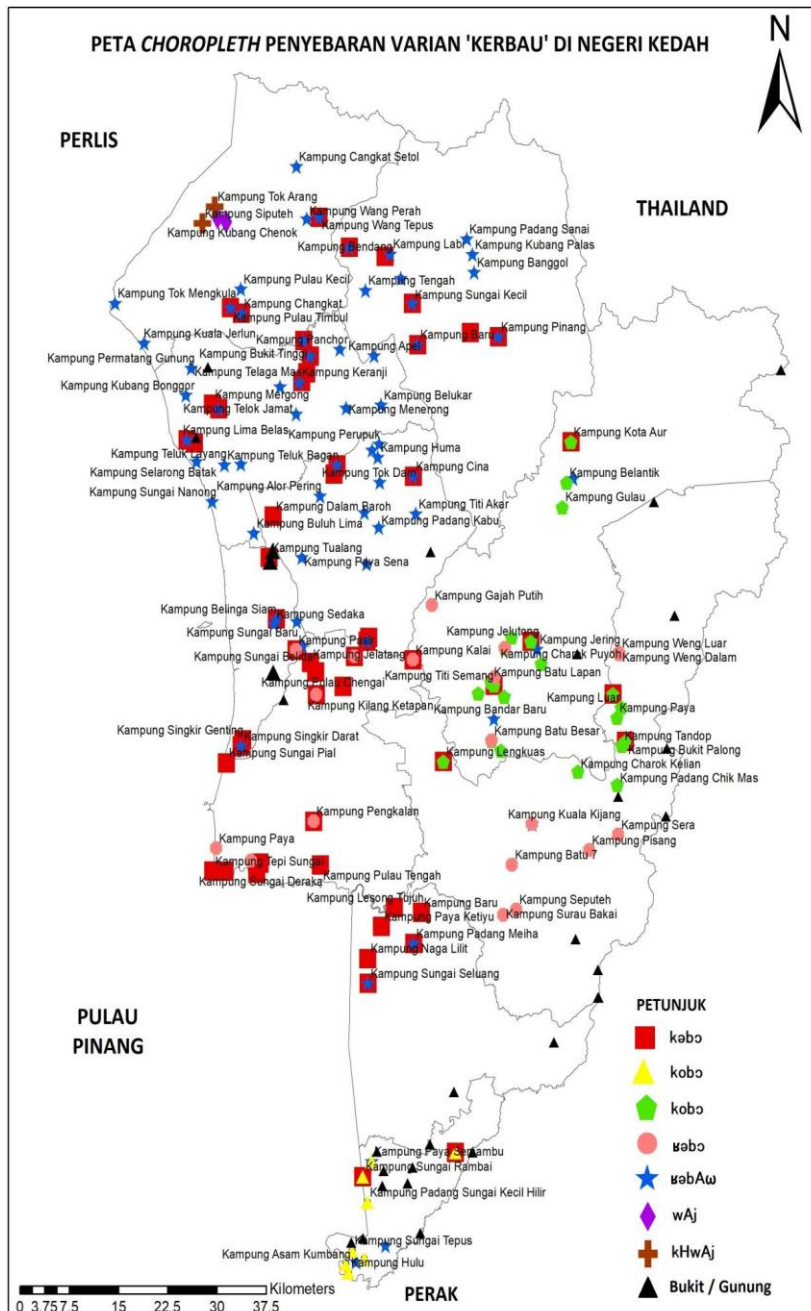 PETA CHOROPLETH PENYEBARAN VARIAN 'KERBAU' DI NEGERI KEDAH
N
PERLIS
THAILAND
Kampung Cangkat Setol
Kampung Tok Arang
Kampung Siputeh
Kampung Wang Perah
Kampung Wang Tepus
Kampung Kubang Chenok
Kampung Padang Sanai
Kampung Bendang
Kampung Labi
Kampung Kubang Palas
Kampung Banggol
Kampung Pulau Kecil
Kampung Tengah
Kampung Tok Mengkula
Kampung Changkat
Kampung Sungai Kecil
Kampung Pulau Timbul
Kampung Kuala Jerlun
Kampung Panchor
Kampung Baru
Kampung Pinang
Kampung Permatang Gunung
Kampung Bukit Tinggi
Kampung Apel
Kampung Telaga Mas
Kampung Keranji
Kampung Kubang Bonggor
Kampung Mergong
Kampung Belukar
Kampung Telok Jamat
Kampung Menerong
Kampung Lima Belas
Kampung Perupuk
Kampung Huma
Kampung Kota Aur
Kampung Teluk Layang
Kampung Teluk Bagan
Kampung Selarong Batak
Kampung Tok Dam
Kampung Cina
Kampung Belantik
Kampung Sungai Nanong
Kampung Alor Pering
Kampung Gulau
Kampung Dalam Baroh
Kampung Titi Akar
Kampung Buluh Lima
Kampung Padang Kabu
Kampung Tualang
Kampung Paya Sena
Kampung Gajah Putih
Kampung Belinga Siam
Kampung Sedaka
Kampung Sungai Baru
Kampung Pasir
Kampung Jelutong
Kampung Jering
Kampung Weng Luar
Kampung Sungai Belida
Kampung Jelatang
Kampung Kalai
Kampung Charok Puyoh
Kampung Weng Dalam
Kampung Titi Semang
Kampung Batu Lapan
Kampung Pulau Chengai
Kampung Luar
Kampung Kilang Ketapan
Kampung Bandar Baru
Kampung Paya
Kampung Singkir Genting
Kampung Singkir Darat
Kampung Batu Besar
Kampung Tandop
Kampung Sungai Pial
Kampung Lengkuas
Kampung Bukit Palong
Kampung Charok Kelian
Kampung Padang Chik Mas
Kampung Pengkalan
Kampung Kuala Kijang
Kampung Sera
Kampung Paya
Kampung Pisang
Kampung Tepi Sungai
Kampung Batu 7
Kampung Pulau Tengah
Kampung Sungai Deraka
Kampung Lesong Tujuh
Kampung Baru
Kampung Seputeh
Kampung Paya Ketiyu
Kampung Surau Bakai
Kampung Padang Meiha
Kampung Naga Lilit
Kampung Sungai Seluang
PULAU
PINANG
PETUNJUK
kəbɔ
kobɔ
kobɔ
ʁəbɔ
ʁəbAω
wAj
kHwAj
Bukit / Gunung
Kampung Sungai Rambai
Kampung Padang Sungai Kecil Hilir
Kampung Sungai Tepus
Kampung Asam Kumbang
Kampung Hulu
PERAK
0 3.757.5 15 22.5 30 37.5
Kilometers